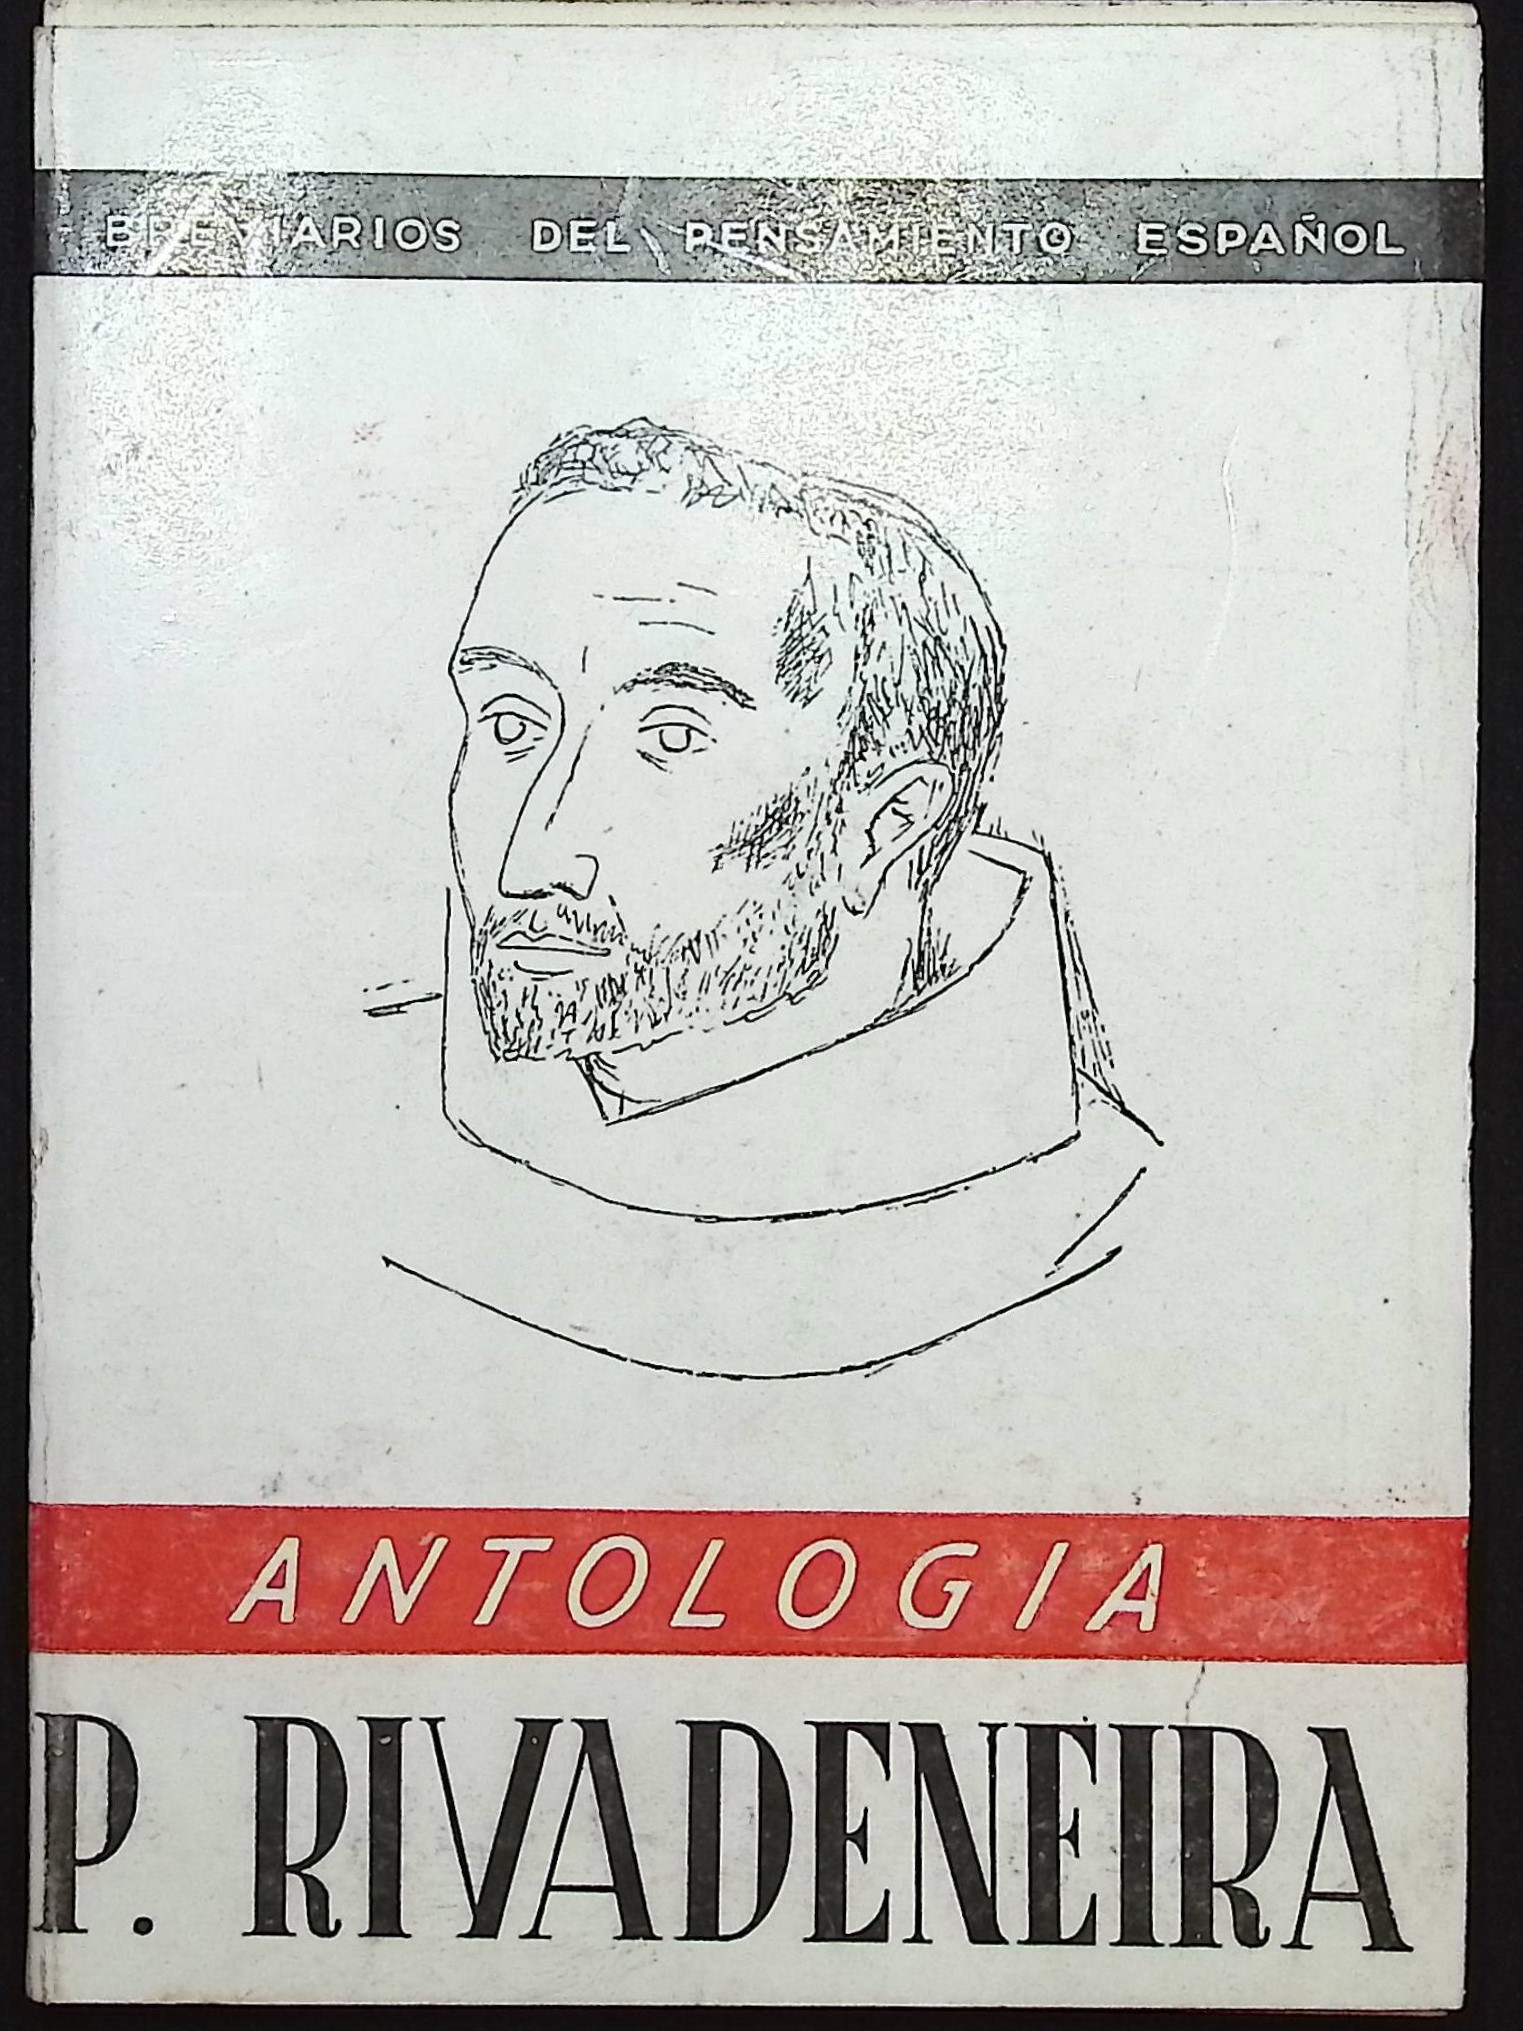 BREVIARIOS DEL PENSAMIENTO ESPAÑOL
ANTOLOGIA
P. RIVADENEIRA